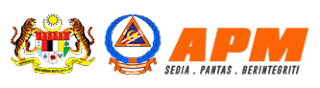 APM
SEDIA . PANTAS . BERINTEGRITI